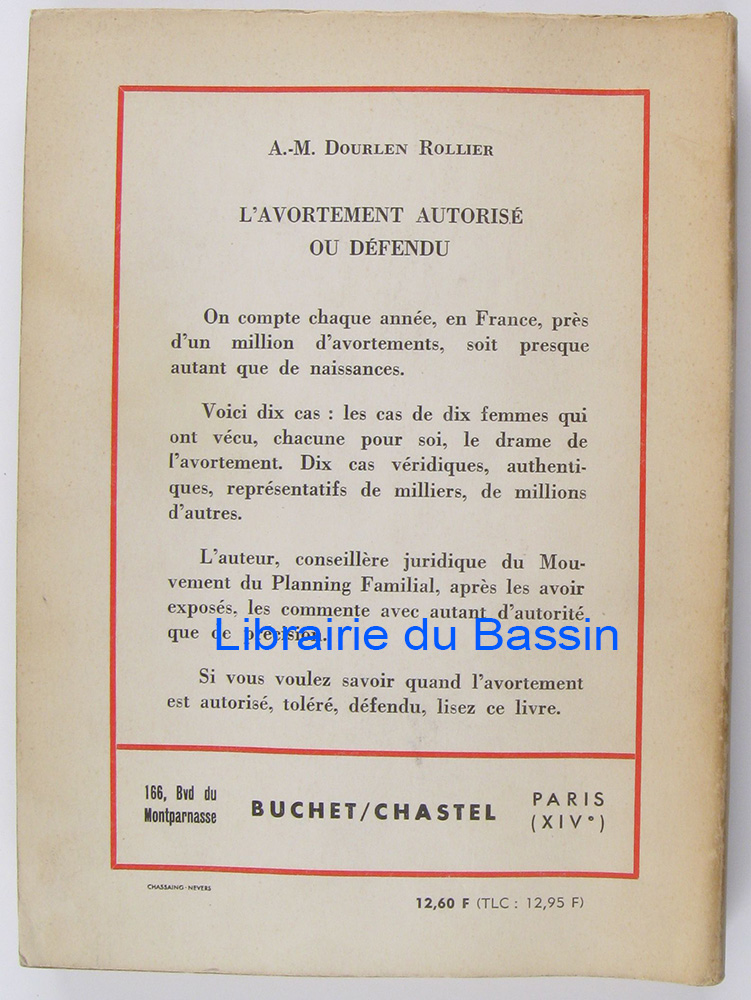 A.-M. DOURLEN ROLLIER
L'AVORTEMENT AUTORISÉ
OU DÉFENDU
On compte chaque année, en France, près
d'un million d'avortements, soit presque
autant que de naissances.
Voici dix cas : les cas de dix femmes qui
ont vécu, chacune pour soi, le drame de
l'avortement. Dix cas véridiques, authenti-
ques, représentatifs de milliers, de millions
d'autres.
L'auteur, conseillère juridique du Mou-
vement du Planning Familial, après les avoir
exposés, les commente avec autant d'autorité
que de précision.
Librairie du Bassin
Si vous voulez savoir quand l'avortement
est autorisé, toléré, défendu, lisez ce livre.
166, Bvd du
Montparnasse
BUCHET/CHASTEL
PARIS
(XIVe)
CHASSAING-NEVERS
12,60 F (TLC : 12,95 F)